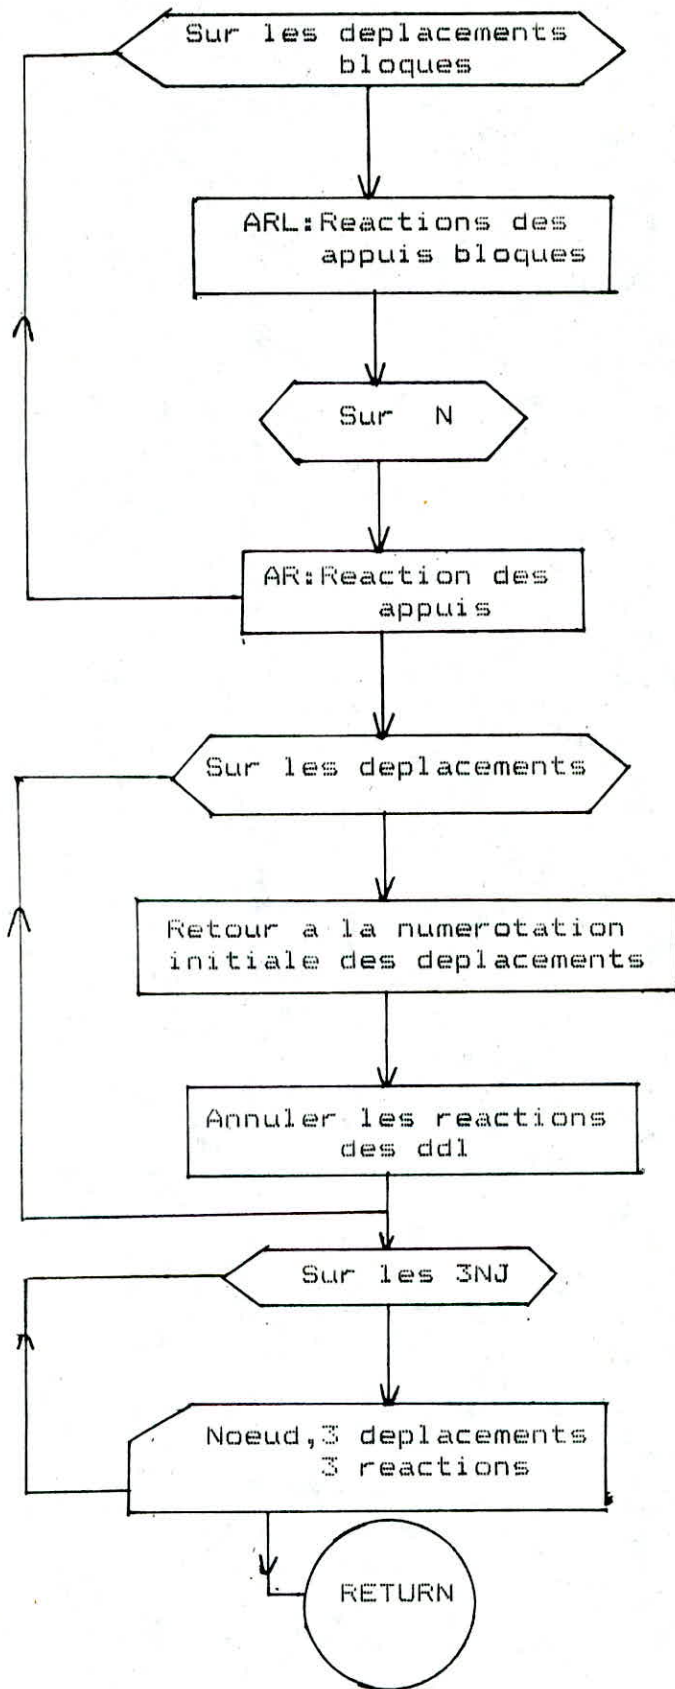 Sur les deplacements
bloques
ARL:Reactions des
appuis bloques
Sur N
AR:Reaction des
appuis
Sur les deplacements
Retour a la numerotation
initiale des deplacements
Annuler les reactions
des ddl
Sur les 3NJ
Noeud,3 deplacements
3 reactions
RETURN